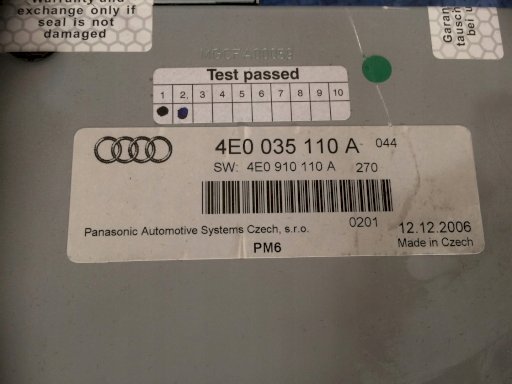 Warranty and
exchange only if
seal is not
damaged
Garan
tausch
bei u
Test passed
1 2. 3 4 5 6 7 8 9 10
4E0 035 110 A 044
SW: 4E0 910 110 A 270
0201 12.12.2006
Panasonic Automotive Systems Czech, s.r.o.
Made in Czech
PM6